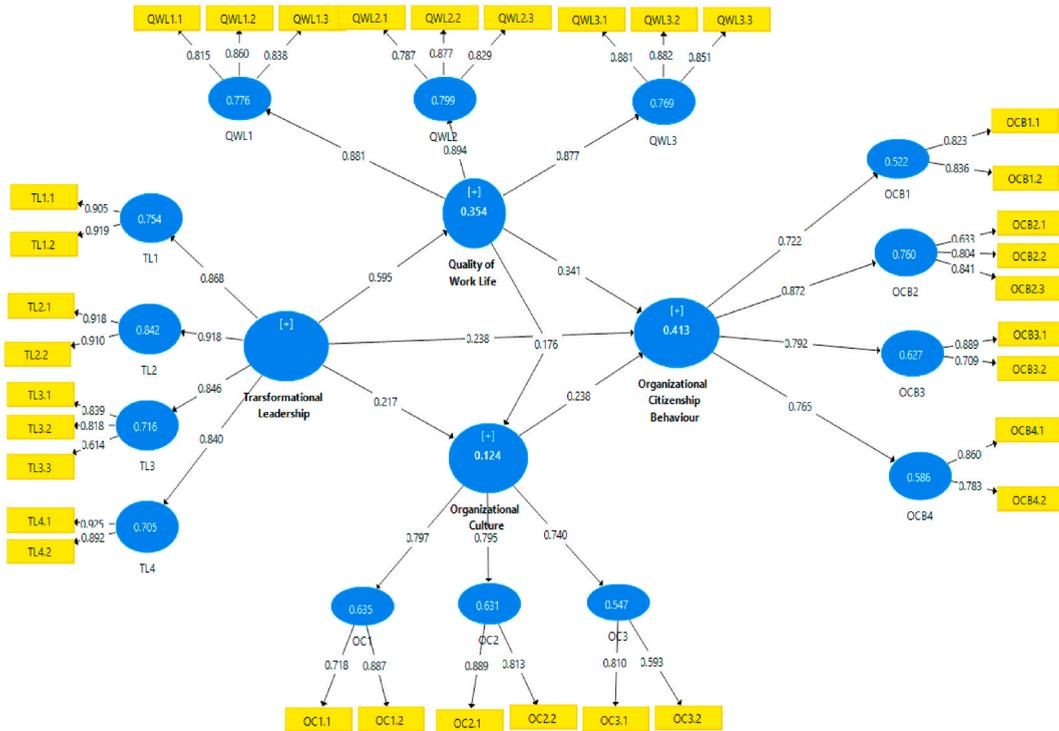 QWL1.1 QWL1.2 QWL1.3 QWL2.1 QWL2.2 QWL2.3 QWL3.1 QWL3.2 QWL3.3
0.815 0.860 0.838 0.787 0.877 0.829 0.881 0.882 0.851
0.776 0.799 0.769
QWL1 QWL2 QWL3
0.881 0.894 0.877
[+]
0.354
Quality of
Work Life
TL1.1
TL1.2
0.905
0.919
0.754
TL1
0.868
TL2.1
TL2.2
0.918
0.910
0.842
TL2
0.918
TL3.1
TL3.2
TL3.3
0.839
0.818
0.614
0.716
TL3
0.846
TL4.1
TL4.2
0.925
0.892
0.705
TL4
0.840
[+]
Transformational
Leadership
0.595
0.238
0.217
0.341
0.176
0.238
[+]
0.413
Organizational
Citizenship
Behaviour
[+]
0.124
Organizational
Culture
0.722
0.872
0.792
0.765
0.522
OCB1
0.823
0.836
OCB1.1
OCB1.2
0.760
OCB2
0.633
0.804
0.841
OCB2.1
OCB2.2
OCB2.3
0.627
OCB3
0.889
0.709
OCB3.1
OCB3.2
0.586
OCB4
0.860
0.783
OCB4.1
OCB4.2
0.797 0.795 0.740
0.635 0.631 0.547
OC1 OC2 OC3
0.718 0.887 0.889 0.813 0.810 0.593
OC1.1 OC1.2 OC2.1 OC2.2 OC3.1 OC3.2